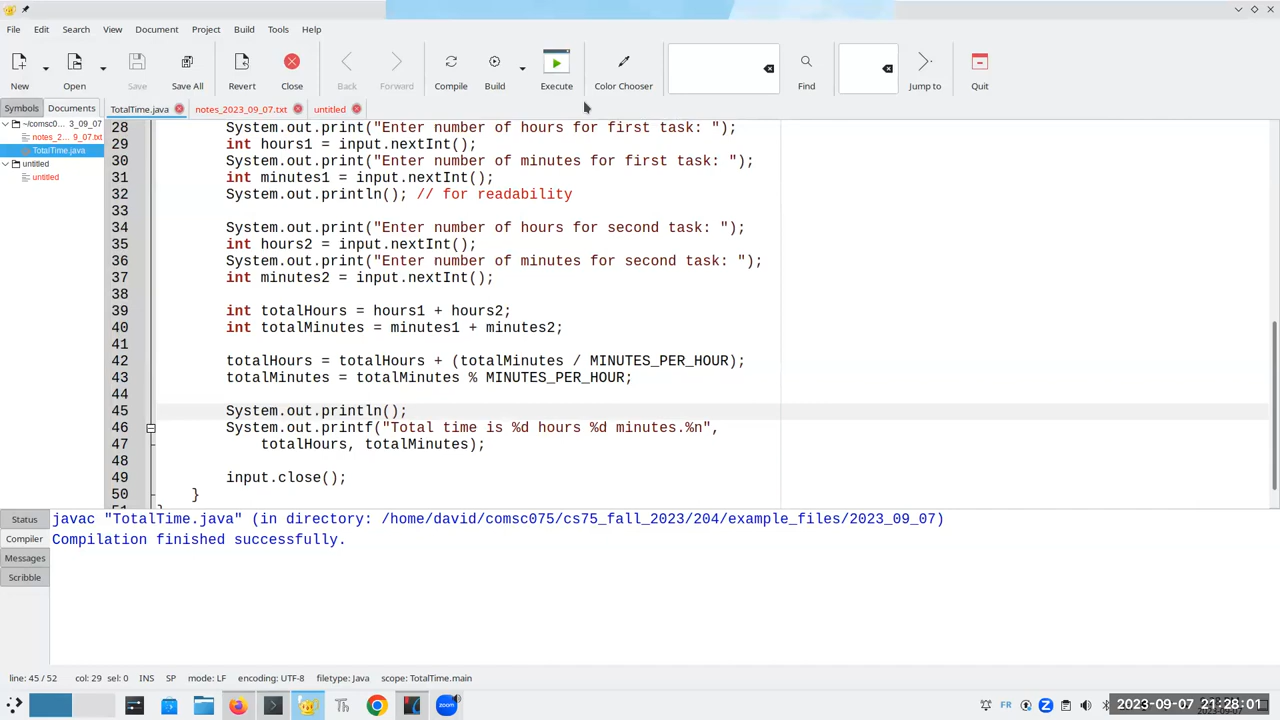 File Edit Search View Document Project Build Tools Help
New Open Save Save All Revert Close Back Forward Compile Build Execute Color Chooser Find Jump to Quit
Symbols Documents TotalTime.java notes_2023_09_07.txt untitled
~/comsc0... 3_09_07
notes_2... 9_07.txt
TotalTime.java
untitled
untitled
28 System.out.print("Enter number of hours for first task: ");
29 int hours1 = input.nextInt();
30 System.out.print("Enter number of minutes for first task: ");
31 int minutes1 = input.nextInt();
32 System.out.println(); // for readability
33
34 System.out.print("Enter number of hours for second task: ");
35 int hours2 = input.nextInt();
36 System.out.print("Enter number of minutes for second task: ");
37 int minutes2 = input.nextInt();
38
39 int totalHours = hours1 + hours2;
40 int totalMinutes = minutes1 + minutes2;
41
42 totalHours = totalHours + (totalMinutes / MINUTES_PER_HOUR);
43 totalMinutes = totalMinutes % MINUTES_PER_HOUR;
44
45 System.out.println();
46 System.out.printf("Total time is %d hours %d minutes.%n",
47 totalHours, totalMinutes);
48
49 input.close();
50 }
Status
Compiler
Messages
Scribble
javac "TotalTime.java" (in directory: /home/david/comsc075/cs75_fall_2023/204/example_files/2023_09_07)
Compilation finished successfully.
line: 45 / 52 col: 29 sel: 0 INS SP mode: LF encoding: UTF-8 filetype: Java scope: TotalTime.main
zoom FR 2023-09-07 21:28:01